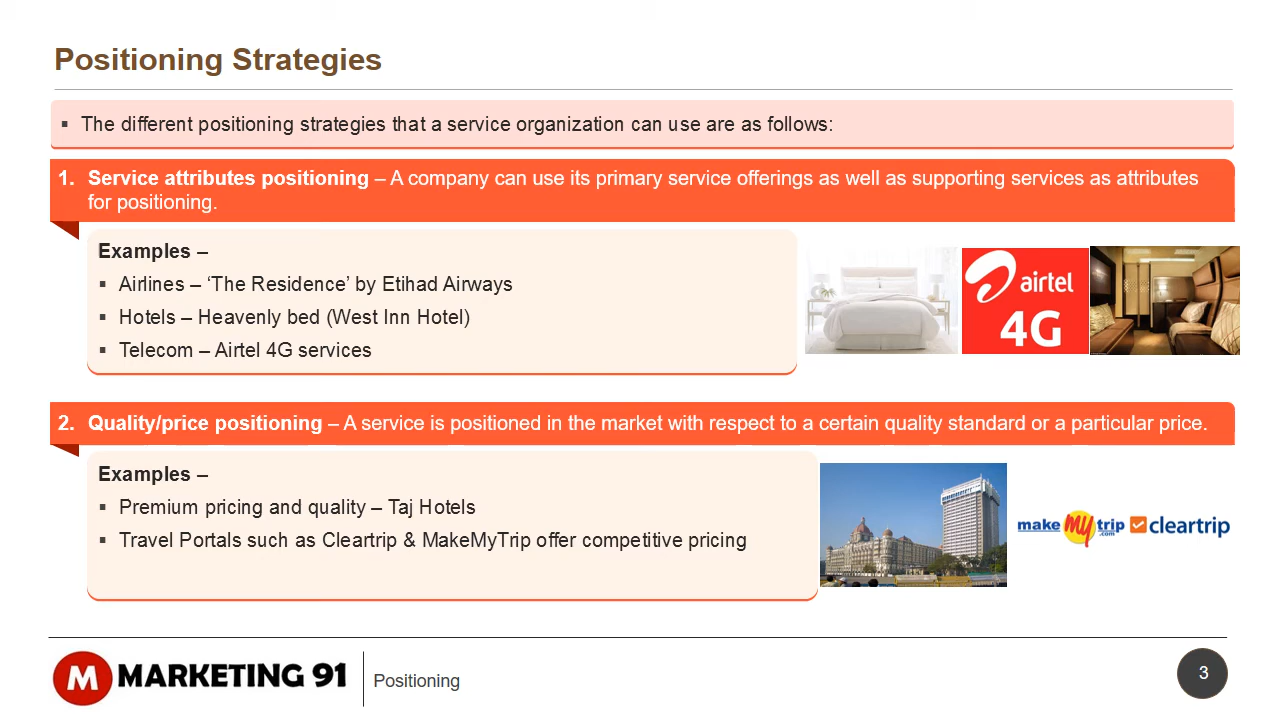 Positioning Strategies
▪ The different positioning strategies that a service organization can use are as follows:
1. Service attributes positioning – A company can use its primary service offerings as well as supporting services as attributes
for positioning.
Examples –
▪ Airlines – ‘The Residence’ by Etihad Airways
▪ Hotels – Heavenly bed (West Inn Hotel)
▪ Telecom – Airtel 4G services
airtel
4G
2. Quality/price positioning – A service is positioned in the market with respect to a certain quality standard or a particular price.
Examples –
▪ Premium pricing and quality – Taj Hotels
▪ Travel Portals such as Cleartrip & MakeMyTrip offer competitive pricing
make my trip .com
cleartrip
M MARKETING 91
Positioning
3